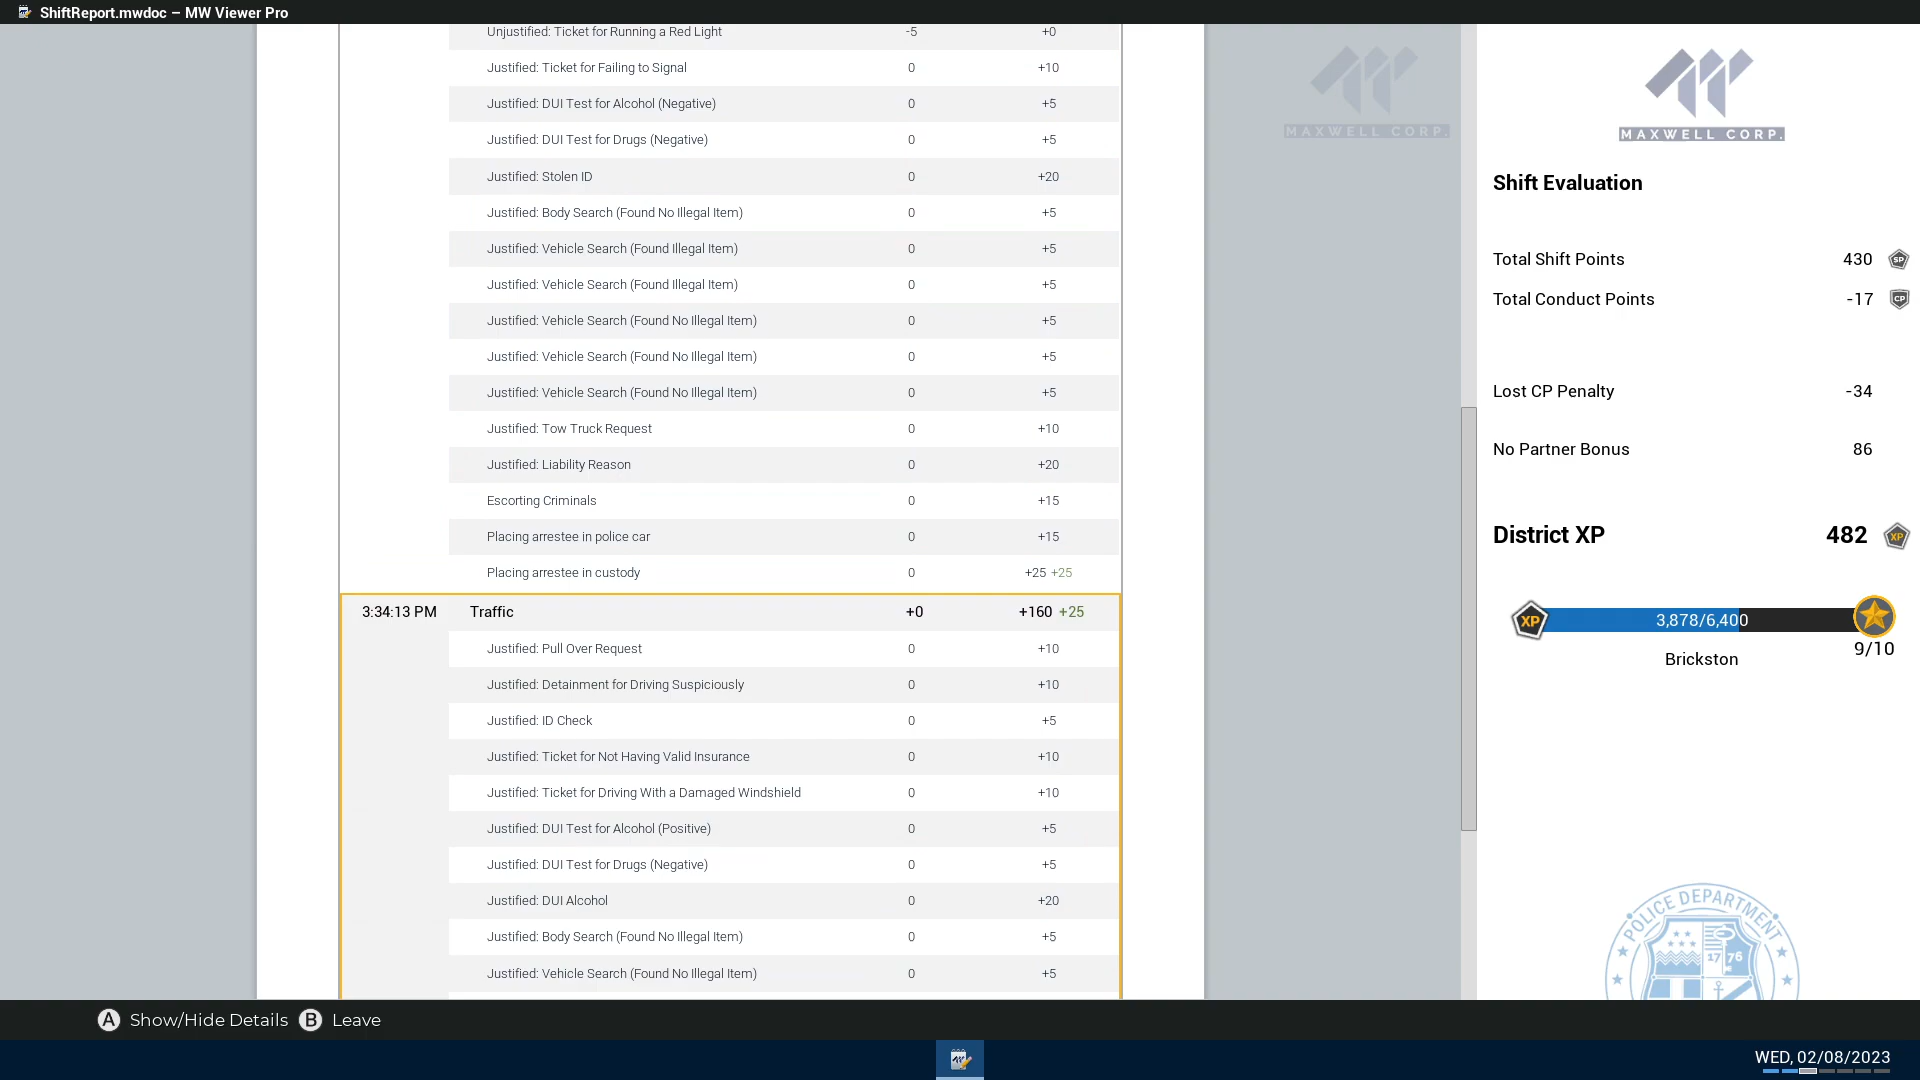 ShiftReport.mwdoc – MW Viewer Pro
Unjustified: Ticket for Running a Red Light -5 +0
Justified: Ticket for Failing to Signal 0 +10
Justified: DUI Test for Alcohol (Negative) 0 +5
Justified: DUI Test for Drugs (Negative) 0 +5
Justified: Stolen ID 0 +20
Justified: Body Search (Found No Illegal Item) 0 +5
Justified: Vehicle Search (Found Illegal Item) 0 +5
Justified: Vehicle Search (Found Illegal Item) 0 +5
Justified: Vehicle Search (Found No Illegal Item) 0 +5
Justified: Vehicle Search (Found No Illegal Item) 0 +5
Justified: Vehicle Search (Found No Illegal Item) 0 +5
Justified: Tow Truck Request 0 +10
Justified: Liability Reason 0 +20
Escorting Criminals 0 +15
Placing arrestee in police car 0 +15
Placing arrestee in custody 0 +25 +25
3:34:13 PM Traffic +0 +160 +25
Justified: Pull Over Request 0 +10
Justified: Detainment for Driving Suspiciously 0 +10
Justified: ID Check 0 +5
Justified: Ticket for Not Having Valid Insurance 0 +10
Justified: Ticket for Driving With a Damaged Windshield 0 +10
Justified: DUI Test for Alcohol (Positive) 0 +5
Justified: DUI Test for Drugs (Negative) 0 +5
Justified: DUI Alcohol 0 +20
Justified: Body Search (Found No Illegal Item) 0 +5
Justified: Vehicle Search (Found No Illegal Item) 0 +5
MAXWELL CORP.
MAXWELL CORP.
Shift Evaluation
Total Shift Points 430 SP
Total Conduct Points -17 CP
Lost CP Penalty -34
No Partner Bonus 86
District XP 482 XP
XP 3,878/6,400
9/10
Brickston
POLICE DEPARTMENT
17 76
A Show/Hide Details B Leave
WED, 02/08/2023